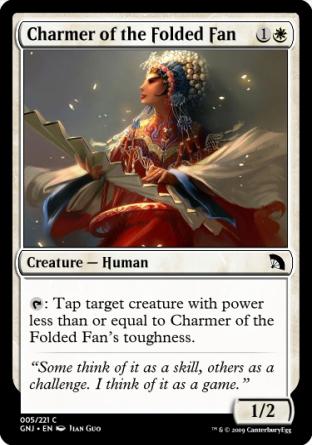 Charmer of the Folded Fan 1
Creature — Human
: Tap target creature with power
less than or equal to Charmer of the
Folded Fan's toughness.
“Some think of it as a skill, others as a
challenge. I think of it as a game.”
1/2
005/221 C
GNJ • EN Jian Guo
™ & © 2019 CanterburyEgg